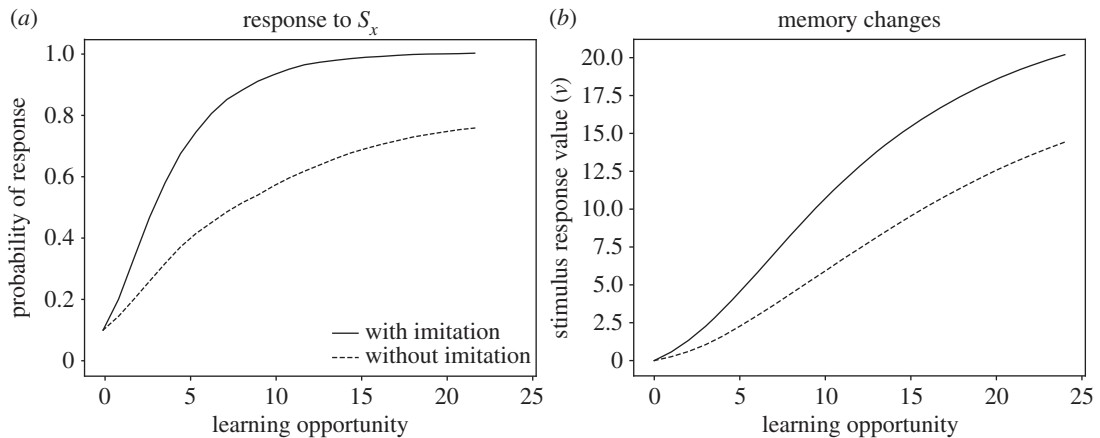 (a)
response to Sₓ
probability of response
1.0
0.8
0.6
0.4
0.2
0
with imitation
without imitation
0 5 10 15 20 25
learning opportunity
(b)
memory changes
stimulus response value (v)
20.0
17.5
15.0
12.5
10.0
7.5
5.0
2.5
0
0 5 10 15 20 25
learning opportunity